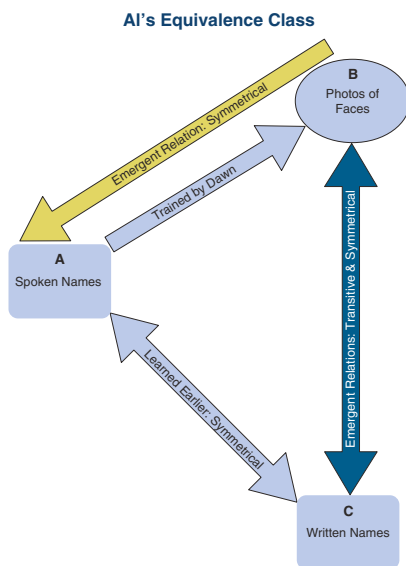 Al's Equivalence Class
B
Photos of
Faces
Emergent Relation: Symmetrical
Trained by Dawn
A
Spoken Names
Emergent Relations: Transitive & Symmetrical
Learned Earlier: Symmetrical
C
Written Names